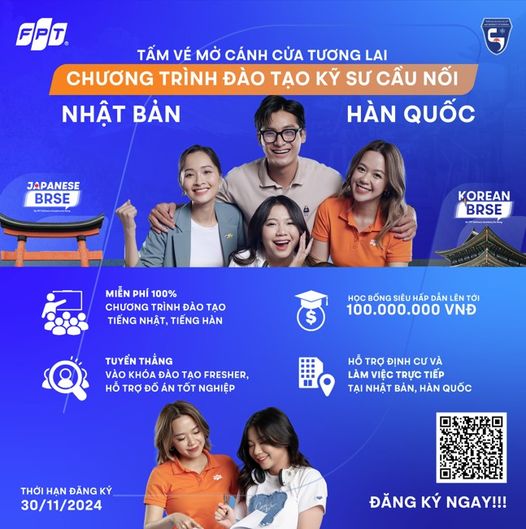 FPT
TẤM VÉ MỞ CÁNH CỬA TƯƠNG LAI
CHƯƠNG TRÌNH ĐÀO TẠO KỸ SƯ CẦU NỐI
NHẬT BẢN
HÀN QUỐC
JAPANESE
BRSE
KOREAN
BRSE
MIỄN PHÍ 100%
CHƯƠNG TRÌNH ĐÀO TẠO
TIẾNG NHẬT, TIẾNG HÀN
HỌC BỔNG SIÊU HẤP DẪN LÊN TỚI
100.000.000 VNĐ
TUYỂN THẲNG
VÀO KHÓA ĐÀO TẠO FRESHER,
HỖ TRỢ ĐỒ ÁN TỐT NGHIỆP
HỖ TRỢ ĐỊNH CƯ VÀ
LÀM VIỆC TRỰC TIẾP
TẠI NHẬT BẢN, HÀN QUỐC
THỜI HẠN ĐĂNG KÝ
30/11/2024
ĐĂNG KÝ NGAY!!!